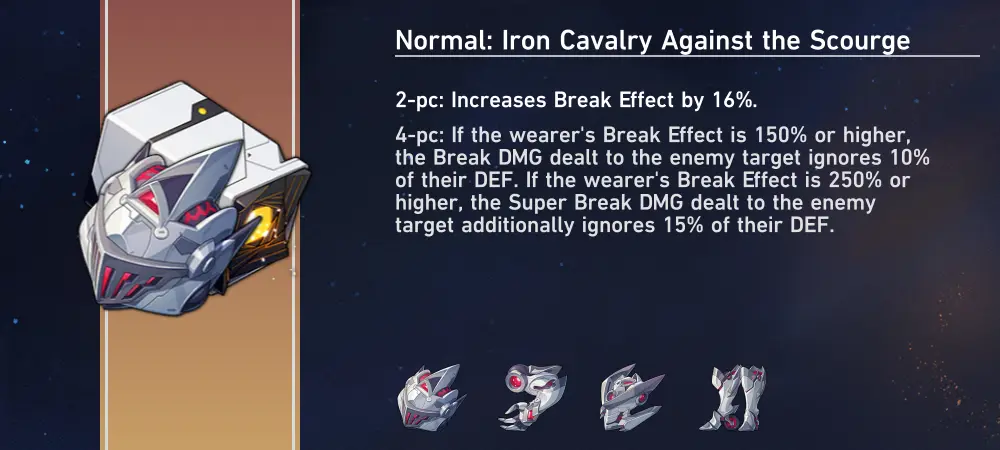 Normal: Iron Cavalry Against the Scourge
2-pc: Increases Break Effect by 16%.
4-pc: If the wearer's Break Effect is 150% or higher,
the Break DMG dealt to the enemy target ignores 10%
of their DEF. If the wearer's Break Effect is 250% or
higher, the Super Break DMG dealt to the enemy
target additionally ignores 15% of their DEF.